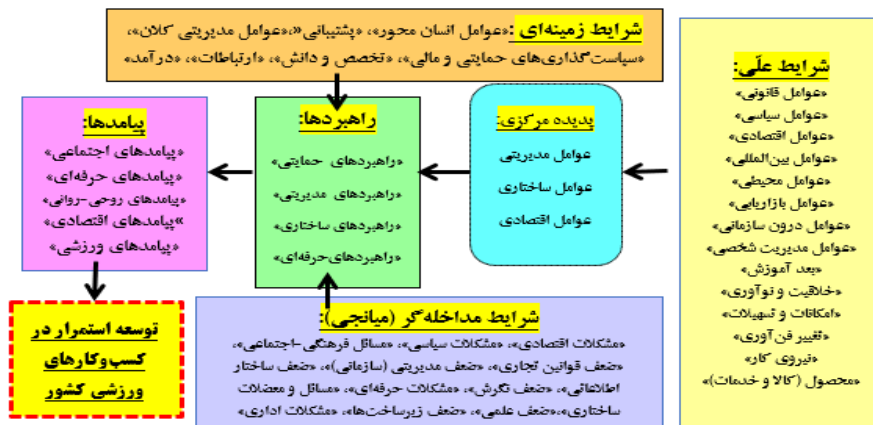 شرایط زمینه‌ای :«عوامل انسان محور»، «پشتیبانی»،«عوامل مدیریتی کلان»،
«سیاست‌گذاری‌های حمایتی و مالی»، «تخصص و دانش»، «ارتباطات»، «درآمد»
شرایط علّی:
«عوامل قانونی»
«عوامل سیاسی»
«عوامل اقتصادی»
«عوامل بین‌المللی»
«عوامل محیطی»
«عوامل بازاریابی»
«عوامل درون سازمانی»
«عوامل مدیریت شخصی»
«بعد آموزش»
«خلاقیت و نوآوری»
«امکانات و تسهیلات»
«تغییر فن‌آوری»
«نیروی کار»
«محصول (کالا و خدمات)»
پدیده مرکزی:
عوامل مدیریتی
عوامل ساختاری
عوامل اقتصادی
راهبردها:
«راهبردهای حمایتی»
«راهبردهای مدیریتی»
«راهبردهای ساختاری»
«راهبردهای-حرفه‌ای»
پیامدها:
«پیامدهای اجتماعی»
«پیامدهای حرفه‌ای»
«پیامدهای روحی-روانی»
«پیامدهای اقتصادی»
«پیامدهای ورزشی»
شرایط مداخله‌گر (میانجی):
«مشکلات اقتصادی»، «مشکلات سیاسی»، «مسائل فرهنگی-اجتماعی»،
«ضعف قوانین تجاری»، «ضعف مدیریتی (سازمانی)»، «ضعف ساختار
اطلاعاتی»، «ضعف نگرش»، «مشکلات حرفه‌ای»، «مسائل و معضلات
ساختاری»،«ضعف علمی»، «ضعف زیرساخت‌ها»، «مشکلات اداری»
توسعه استمرار در
کسب‌وکارهای
ورزشی کشور